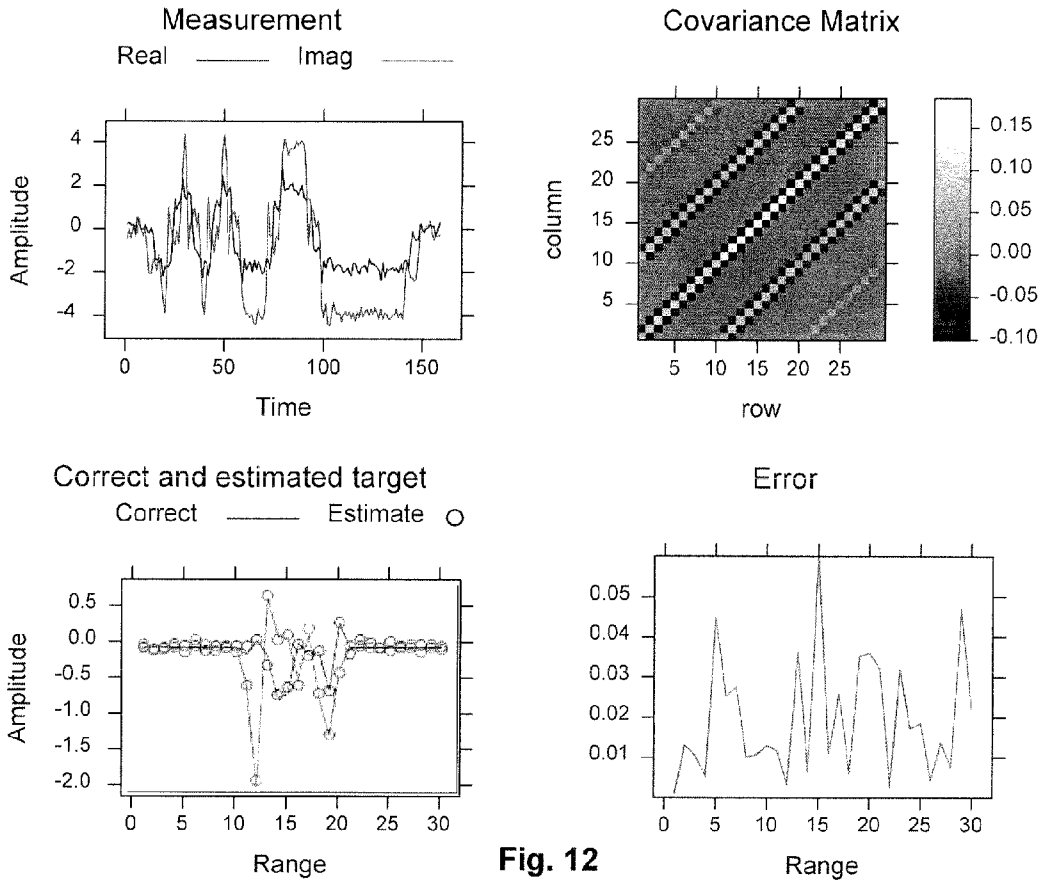 Measurement
Real Imag
4
2
0
-2
-4
Amplitude
0 50 100 150
Time
Covariance Matrix
25
20
15
10
5
column
5 10 15 20 25
row
0.15
0.10
0.05
0.00
-0.05
-0.10
Correct and estimated target
Correct Estimate
0.5
0.0
-0.5
-1.0
-1.5
-2.0
Amplitude
0 5 10 15 20 25 30
Range
Error
0.05
0.04
0.03
0.02
0.01
0 5 10 15 20 25 30
Range
Fig. 12